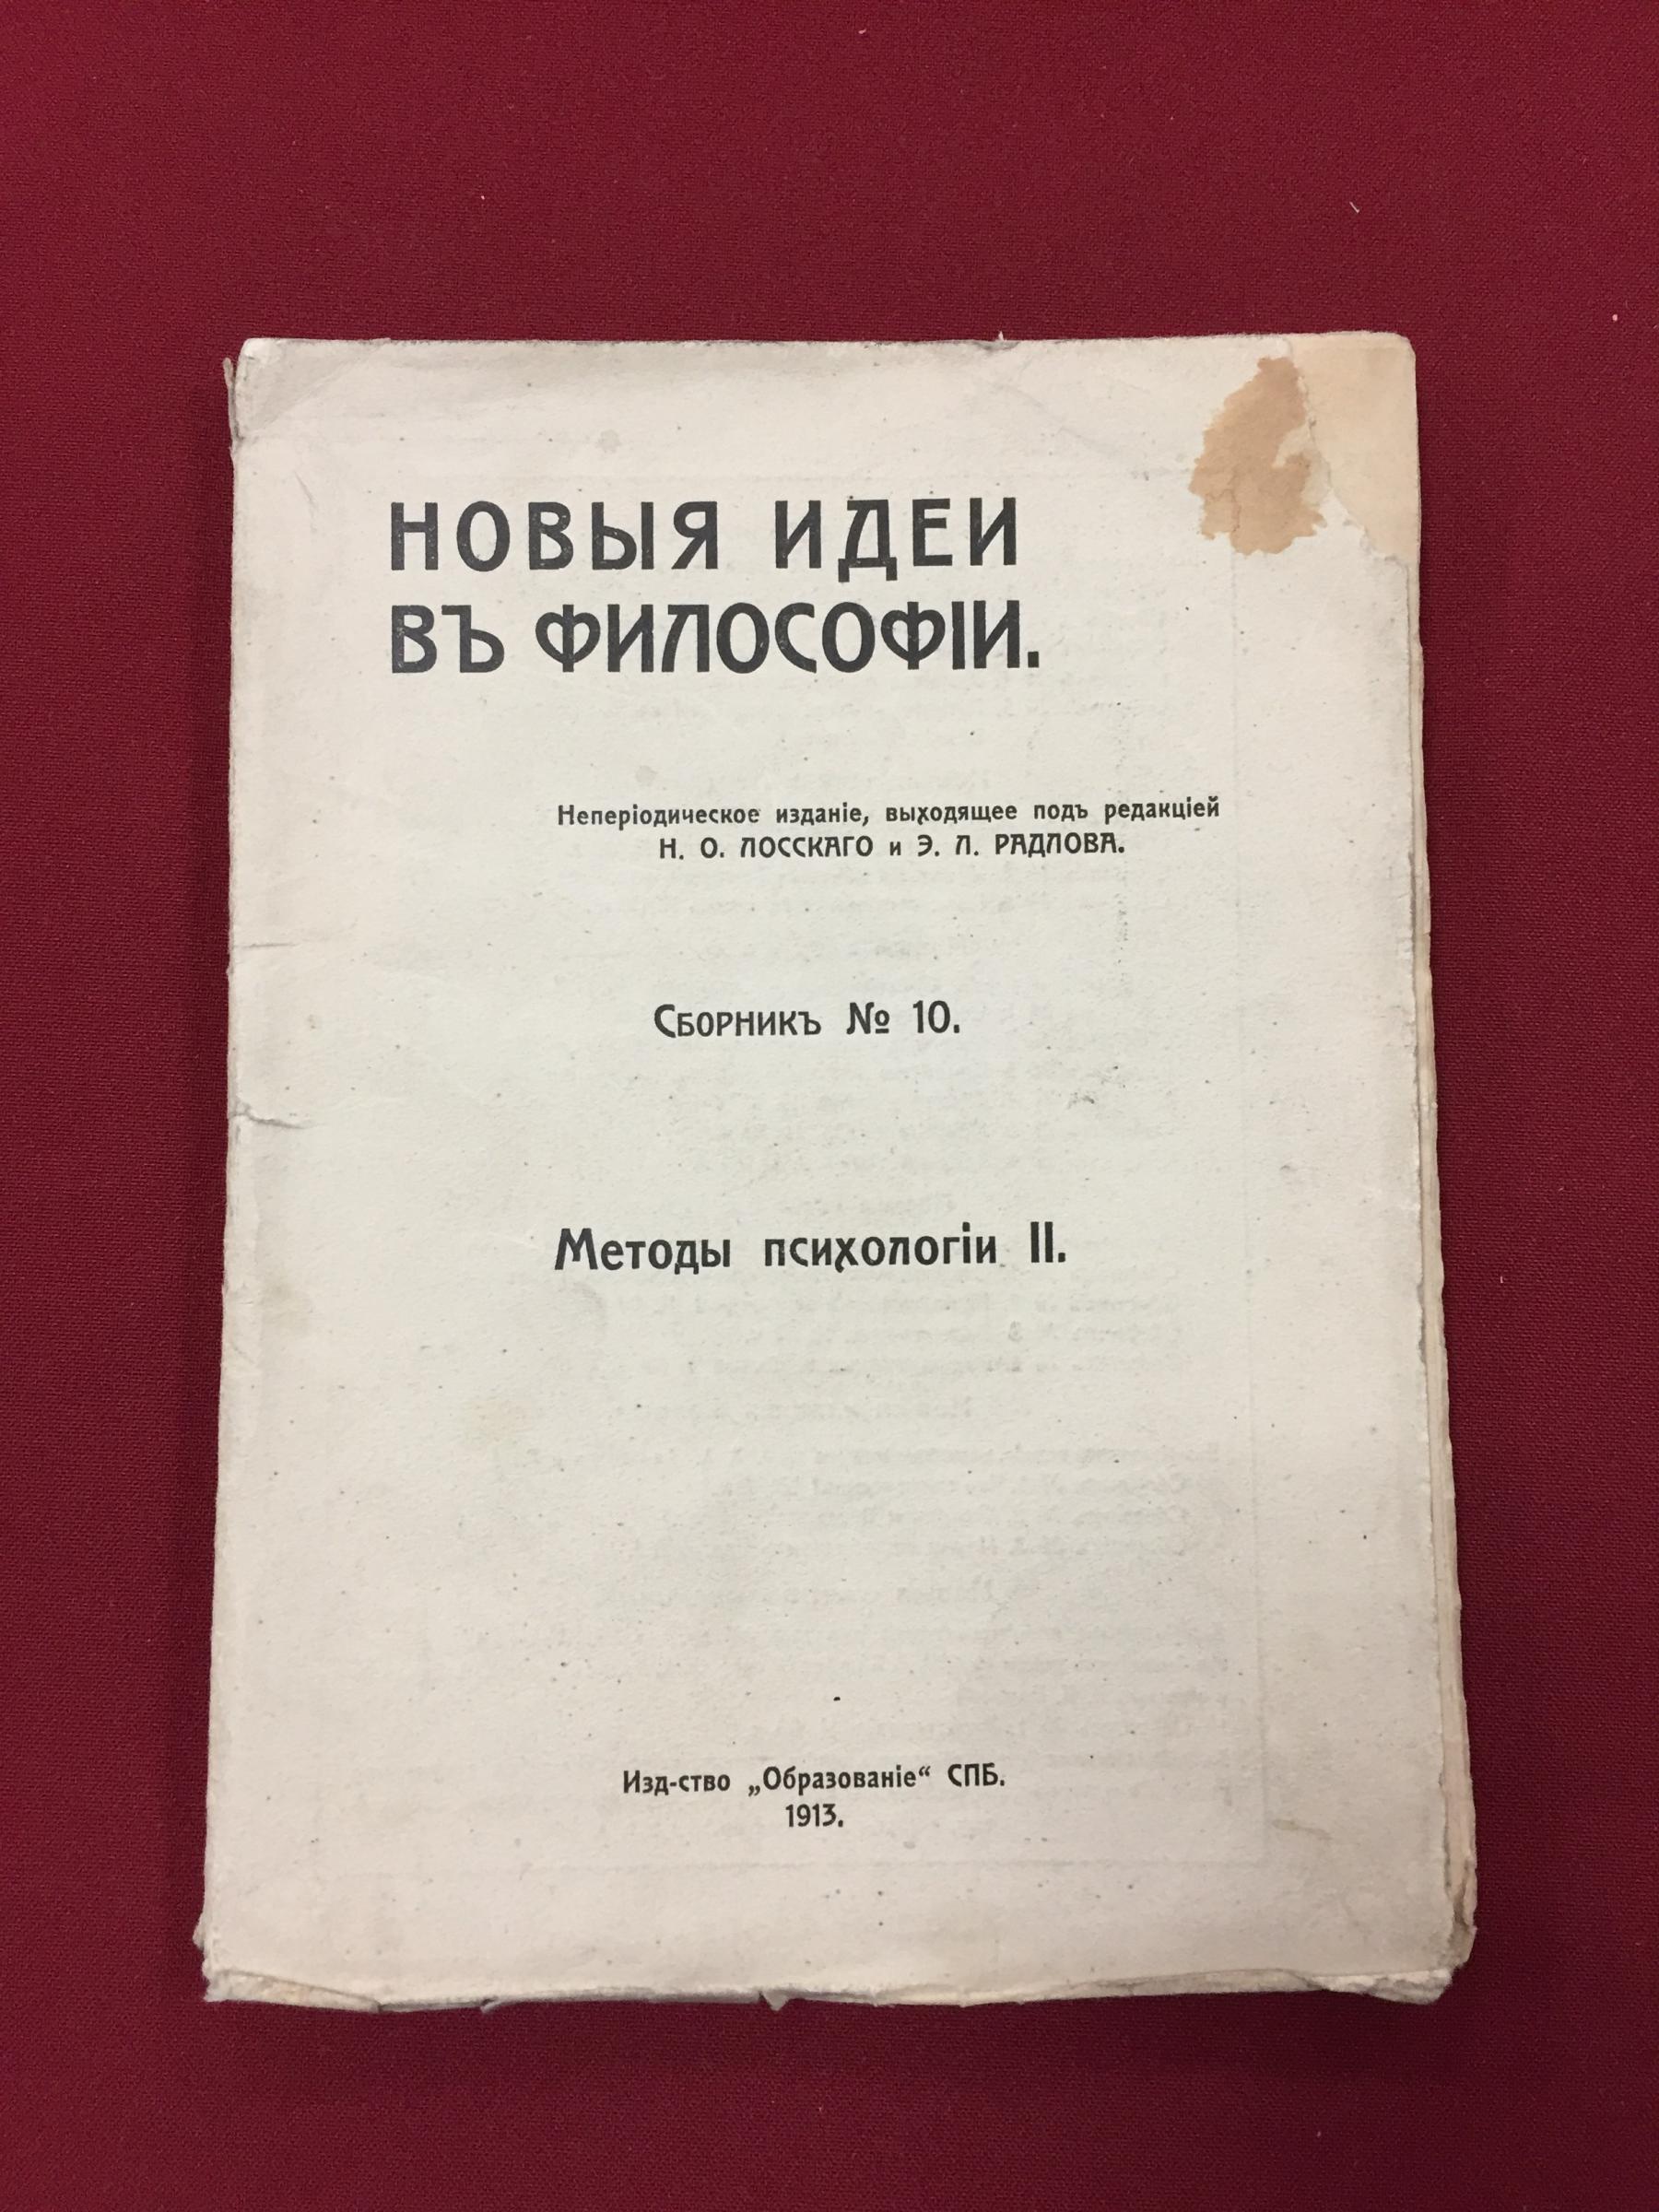 НОВЫЯ ИДЕИ
ВЪ ФИЛОСОФІИ.
Неперіодическое изданіе, выходящее подъ редакціей
Н. О. ЛОССКАГО и Э. Л. РАДЛОВА.
Сборникъ № 10.
Методы психологіи II.
Изд-ство „Образованіе“ СПБ.
1913.